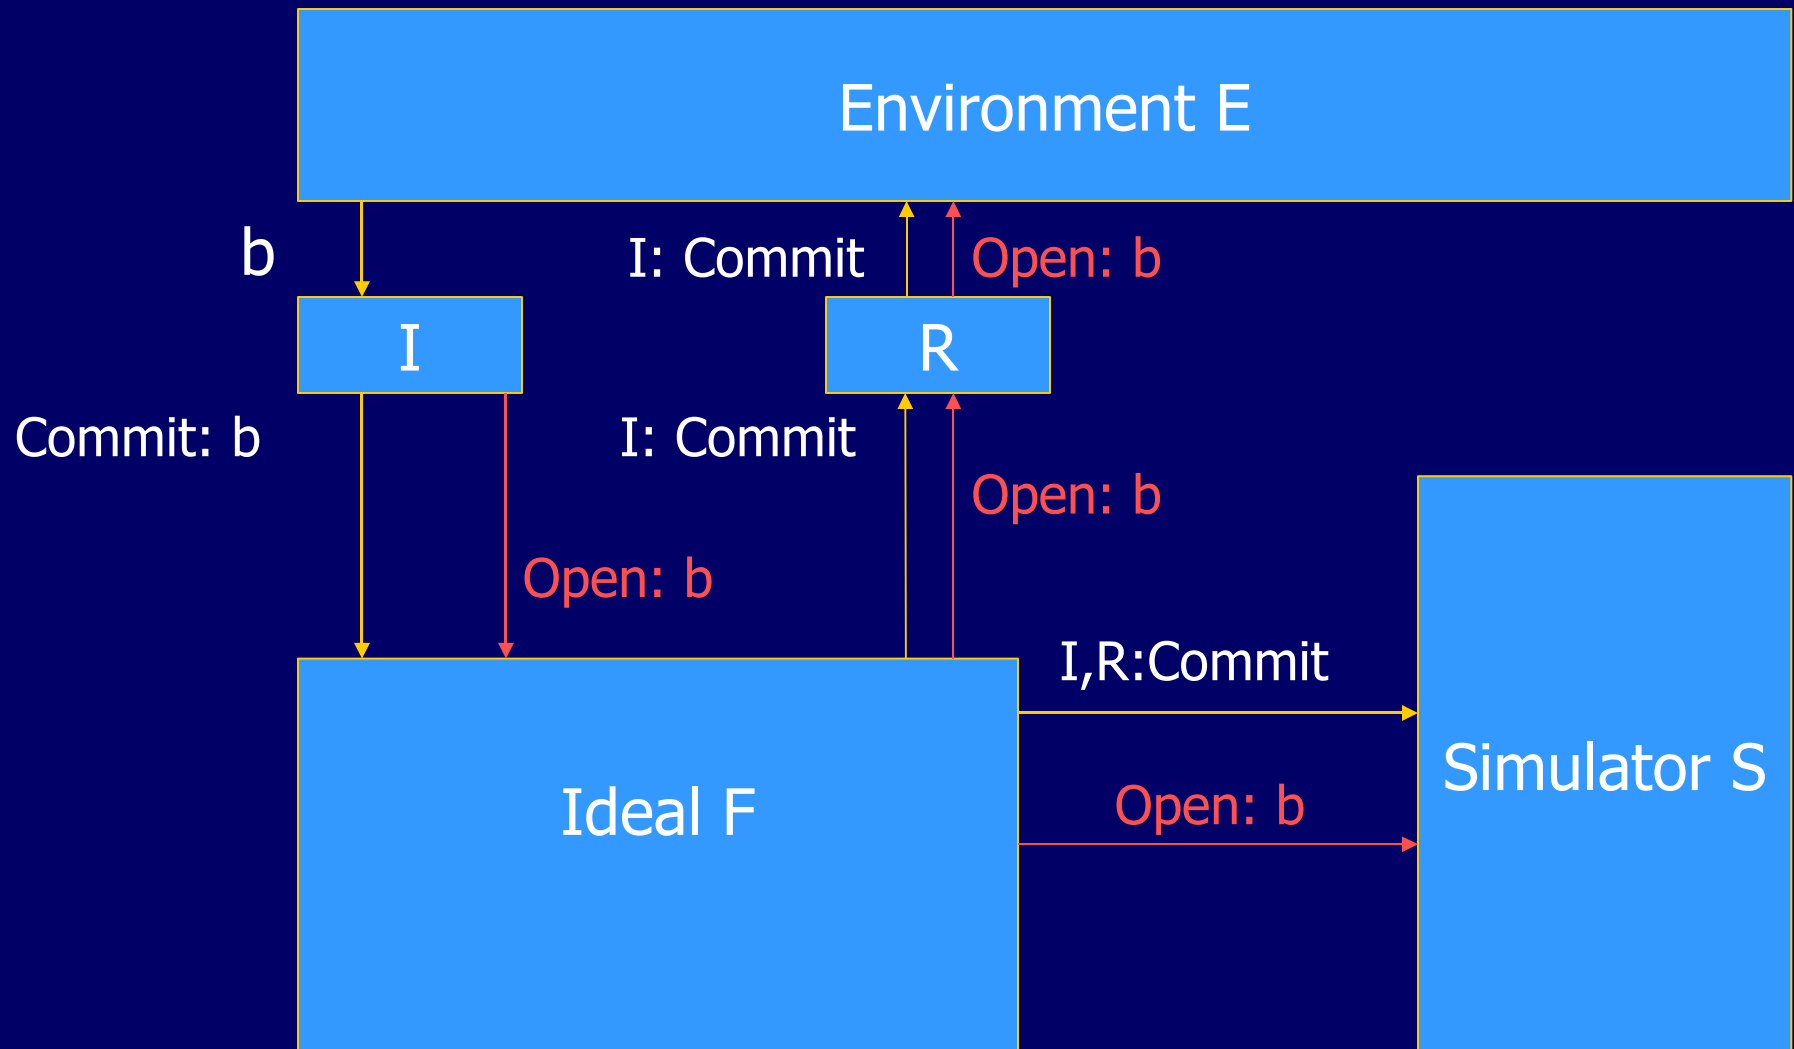 Environment E
b
I: Commit
Open: b
I
R
Commit: b
I: Commit
Open: b
Open: b
I,R:Commit
Simulator S
Ideal F
Open: b